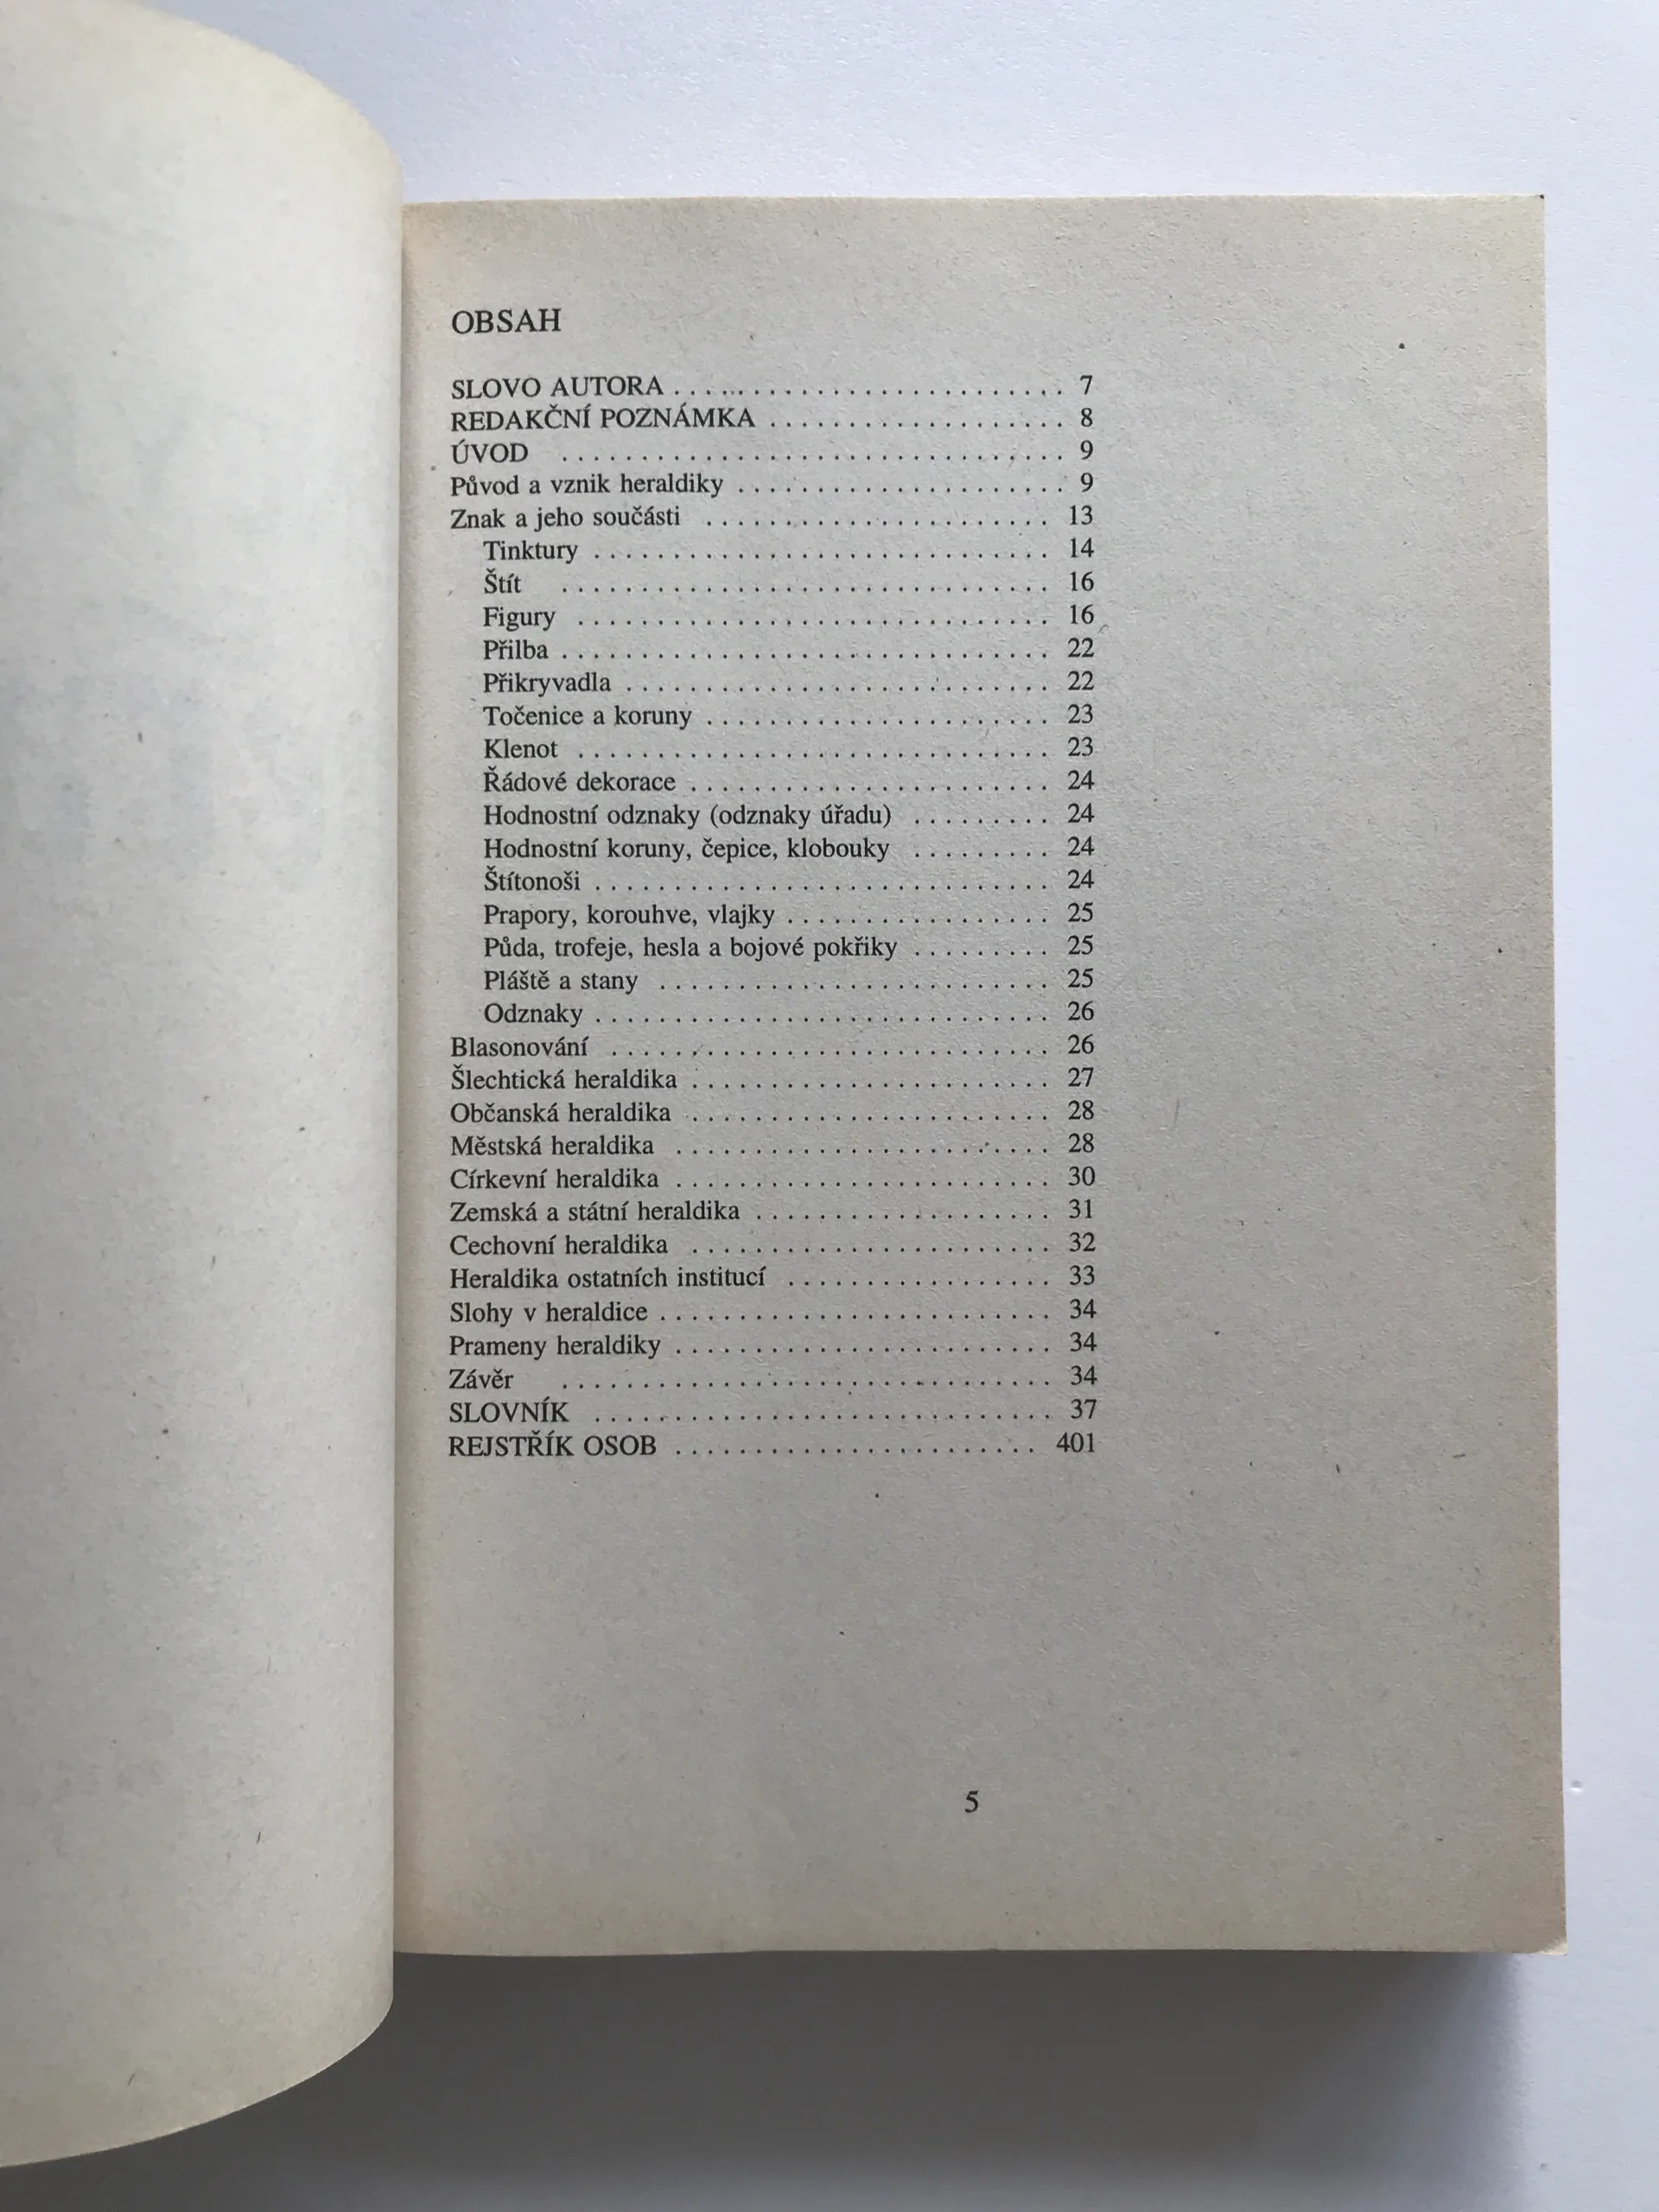 OBSAH
SLOVO AUTORA . . . . . . . . . . . . . . . . . . . . . . . . . 7
REDAKČNÍ POZNÁMKA . . . . . . . . . . . . . . . . . . . 8
ÚVOD . . . . . . . . . . . . . . . . . . . . . . . . . . . . . . . . 9
Původ a vznik heraldiky . . . . . . . . . . . . . . . . . . . . . 9
Znak a jeho součásti . . . . . . . . . . . . . . . . . . . . . . 13
Tinktury . . . . . . . . . . . . . . . . . . . . . . . . . . . . . 14
Štít . . . . . . . . . . . . . . . . . . . . . . . . . . . . . . . 16
Figury . . . . . . . . . . . . . . . . . . . . . . . . . . . . . . 16
Přilba . . . . . . . . . . . . . . . . . . . . . . . . . . . . . . . 22
Přikryvadla . . . . . . . . . . . . . . . . . . . . . . . . . . . 22
Točenice a koruny . . . . . . . . . . . . . . . . . . . . . . 23
Klenot . . . . . . . . . . . . . . . . . . . . . . . . . . . . . . 23
Řádové dekorace . . . . . . . . . . . . . . . . . . . . . . . 24
Hodnostní odznaky (odznaky úřadu) . . . . . . . . . 24
Hodnostní koruny, čepice, klobouky . . . . . . . . . 24
Štítonoši . . . . . . . . . . . . . . . . . . . . . . . . . . . . . 24
Prapory, korouhve, vlajky . . . . . . . . . . . . . . . . . 25
Půda, trofeje, hesla a bojové pokřiky . . . . . . . . . 25
Pláště a stany . . . . . . . . . . . . . . . . . . . . . . . . . 25
Odznaky . . . . . . . . . . . . . . . . . . . . . . . . . . . . . 26
Blasonování . . . . . . . . . . . . . . . . . . . . . . . . . . . . 26
Šlechtická heraldika . . . . . . . . . . . . . . . . . . . . . . . 27
Občanská heraldika . . . . . . . . . . . . . . . . . . . . . . . 28
Městská heraldika . . . . . . . . . . . . . . . . . . . . . . . . 28
Církevní heraldika . . . . . . . . . . . . . . . . . . . . . . . . 30
Zemská a státní heraldika . . . . . . . . . . . . . . . . . . . 31
Cechovní heraldika . . . . . . . . . . . . . . . . . . . . . . . 32
Heraldika ostatních institucí . . . . . . . . . . . . . . . . . 33
Slohy v heraldice . . . . . . . . . . . . . . . . . . . . . . . . . 34
Prameny heraldiky . . . . . . . . . . . . . . . . . . . . . . . . 34
Závěr . . . . . . . . . . . . . . . . . . . . . . . . . . . . . . . 34
SLOVNÍK . . . . . . . . . . . . . . . . . . . . . . . . . . . . . 37
REJSTŘÍK OSOB . . . . . . . . . . . . . . . . . . . . . . . 401
5